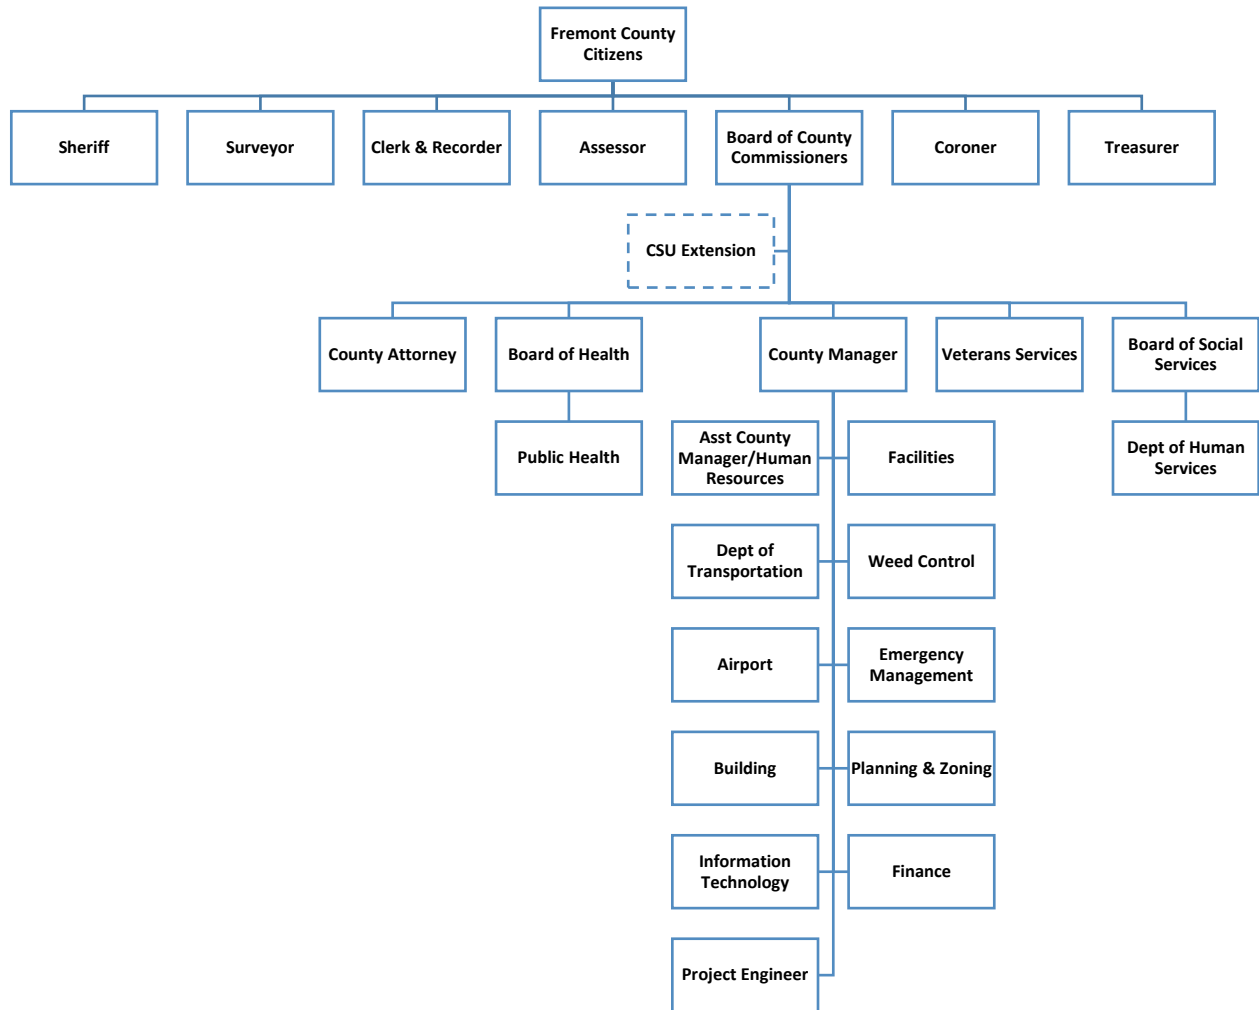 Fremont County
Citizens
Sheriff
Surveyor
Clerk & Recorder
Assessor
Board of County
Commissioners
Coroner
Treasurer
CSU Extension
County Attorney
Board of Health
County Manager
Veterans Services
Board of Social
Services
Public Health
Asst County
Manager/Human
Resources
Facilities
Dept of Human
Services
Dept of
Transportation
Weed Control
Airport
Emergency
Management
Building
Planning & Zoning
Information
Technology
Finance
Project Engineer